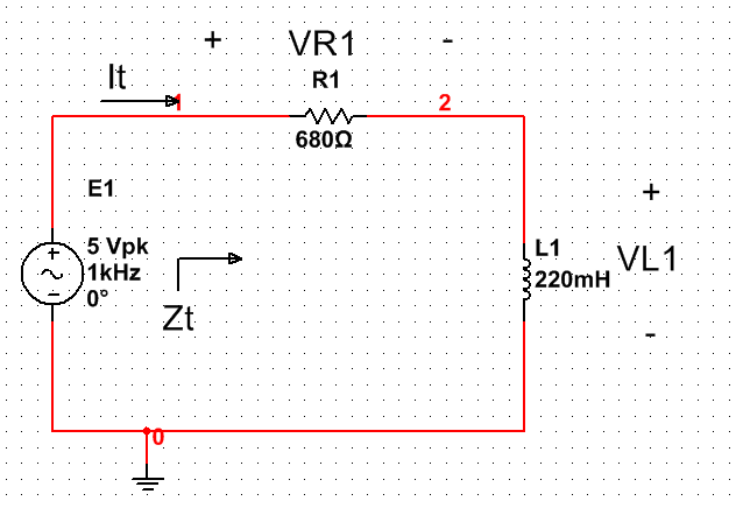 + VR1 -
It
R1
1
2
680Ω
E1
+
5 Vpk
1kHz
0°
L1
220mH
VL1
Zt
-
0